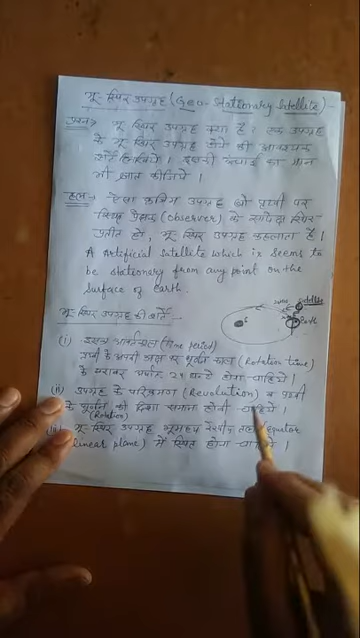 भू-स्थिर उपग्रह (Geo-Stationary Satellite) -
प्रश्न→ भू स्थिर उपग्रह क्या है? एक उपग्रह
के भू स्थिर उपग्रह होने की आवश्यक
शर्तें लिखिये। इसकी ऊंचाई का मान
भी ज्ञात कीजिये।
हल→ ऐसा कृत्रिम उपग्रह जो पृथ्वी पर
स्थित प्रेक्षक (observer) के सापेक्ष स्थिर
प्रतीत हो, भू-स्थिर उपग्रह कहलाता है।
A Artificial satellite which is seems to
be stationary from any point on the
surface of Earth.
Satellite
Earth
S
भू-स्थिर उपग्रह की शर्तें-
(i) इसका आवर्तकाल (Time period)
पृथ्वी के अपनी अक्ष पर घूर्णन काल (Rotation time)
के बराबर अर्थात 24 घण्टे होना चाहिये।
(ii) उपग्रह के परिक्रमण (Revolution) व पृथ्वी
के घूर्णन की दिशा समान होनी चाहिये।
(Rotation)
(iii) भू-स्थिर उपग्रह भूमध्य रेखीय तल (equator
linear plane) में स्थित होना चाहिये।